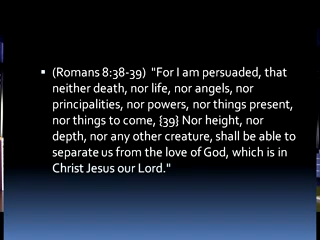 ▪ (Romans 8:38-39) "For I am persuaded, that
neither death, nor life, nor angels, nor
principalities, nor powers, nor things present,
nor things to come, {39} Nor height, nor
depth, nor any other creature, shall be able to
separate us from the love of God, which is in
Christ Jesus our Lord."